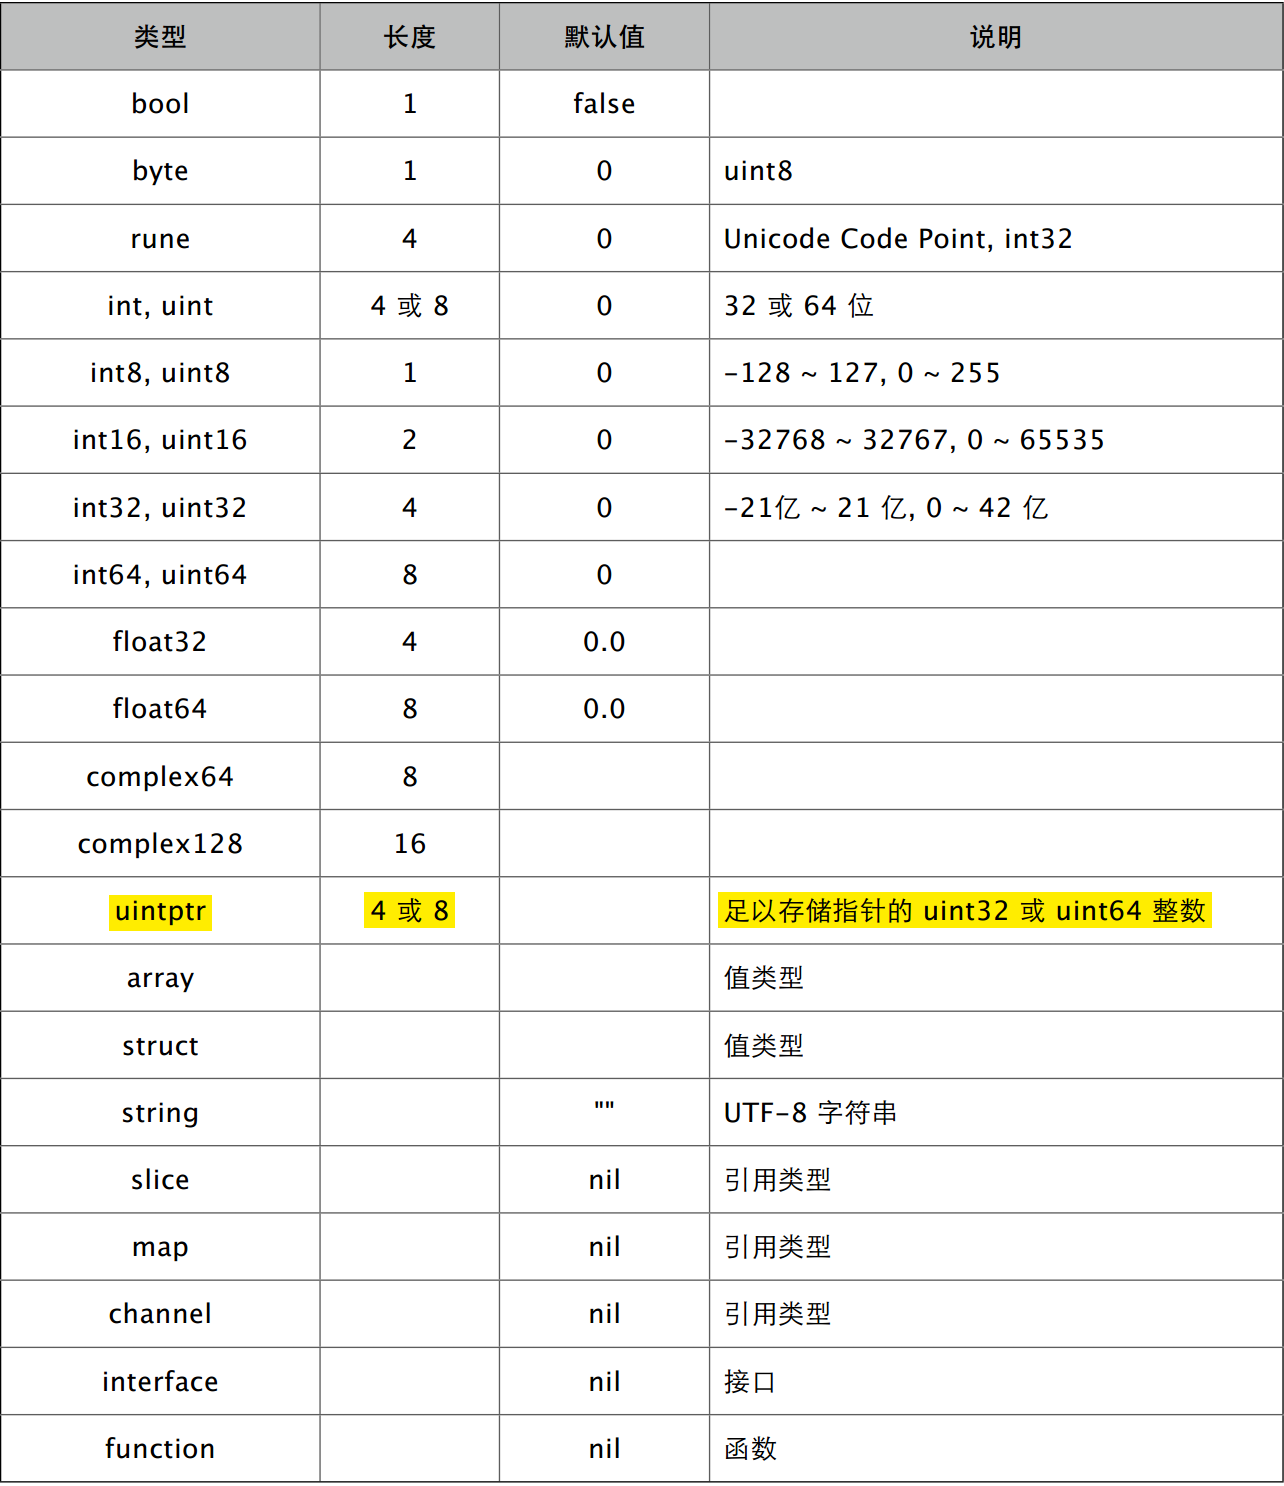 类型 长度 默认值 说明
bool 1 false
byte 1 0 uint8
rune 4 0 Unicode Code Point, int32
int, uint 4 或 8 0 32 或 64 位
int8, uint8 1 0 -128 ~ 127, 0 ~ 255
int16, uint16 2 0 -32768 ~ 32767, 0 ~ 65535
int32, uint32 4 0 -21亿 ~ 21 亿, 0 ~ 42 亿
int64, uint64 8 0
float32 4 0.0
float64 8 0.0
complex64 8
complex128 16
uintptr 4 或 8 足以存储指针的 uint32 或 uint64 整数
array 值类型
struct 值类型
string "" UTF-8 字符串
slice nil 引用类型
map nil 引用类型
channel nil 引用类型
interface nil 接口
function nil 函数